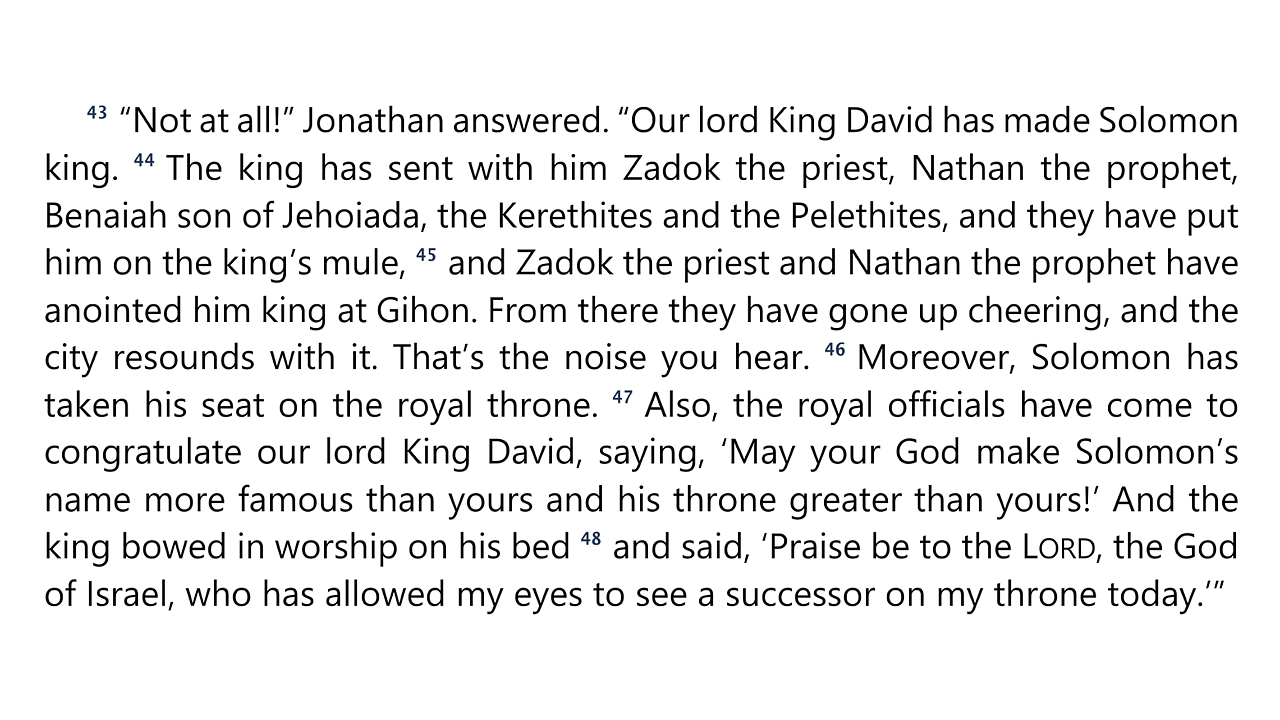 43 “Not at all!” Jonathan answered. “Our lord King David has made Solomon
king. 44 The king has sent with him Zadok the priest, Nathan the prophet,
Benaiah son of Jehoiada, the Kerethites and the Pelethites, and they have put
him on the king’s mule, 45 and Zadok the priest and Nathan the prophet have
anointed him king at Gihon. From there they have gone up cheering, and the
city resounds with it. That’s the noise you hear. 46 Moreover, Solomon has
taken his seat on the royal throne. 47 Also, the royal officials have come to
congratulate our lord King David, saying, ‘May your God make Solomon’s
name more famous than yours and his throne greater than yours!’ And the
king bowed in worship on his bed 48 and said, ‘Praise be to the LORD, the God
of Israel, who has allowed my eyes to see a successor on my throne today.’”